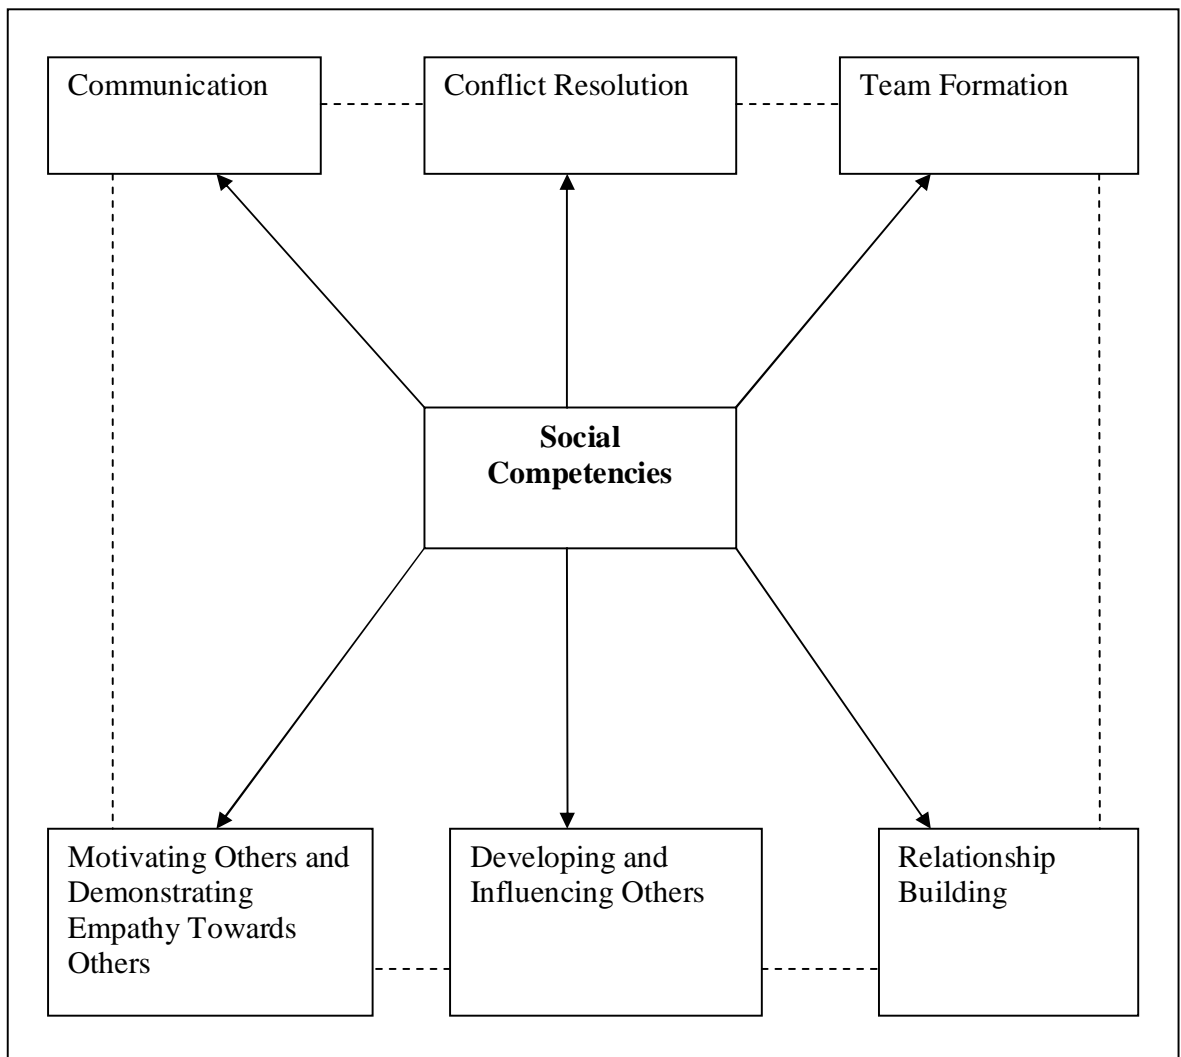 Communication
Conflict Resolution
Team Formation
Social
Competencies
Motivating Others and
Demonstrating
Empathy Towards
Others
Developing and
Influencing Others
Relationship
Building